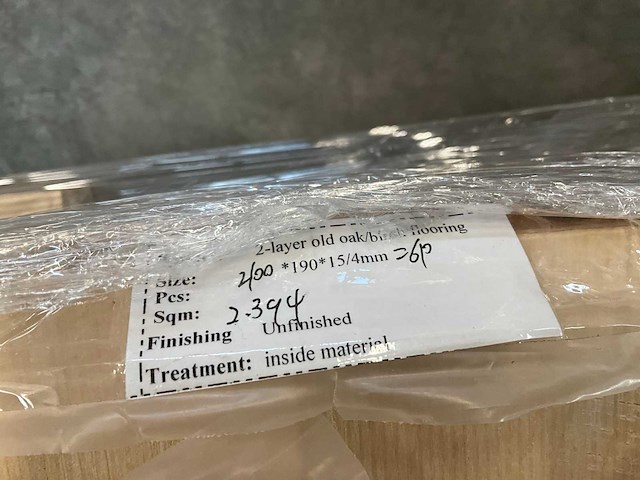 2-layer old oak/birch flooring
Size: 2100 *190*15/4mm =6p
Pcs:
Sqm: 2.394
Finishing Unfinished
Treatment: inside material